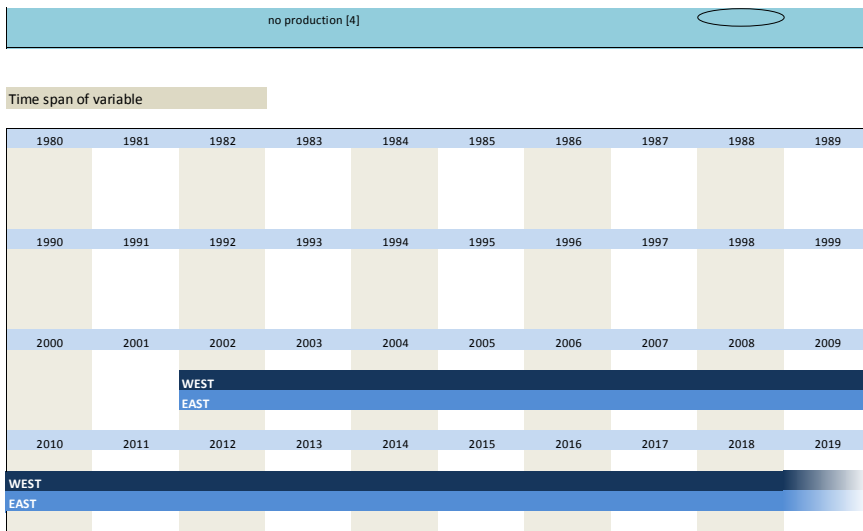 no production [4]
Time span of variable
1980 1981 1982 1983 1984 1985 1986 1987 1988 1989
1990 1991 1992 1993 1994 1995 1996 1997 1998 1999
2000 2001 2002 2003 2004 2005 2006 2007 2008 2009
WEST
EAST
2010 2011 2012 2013 2014 2015 2016 2017 2018 2019
WEST
EAST